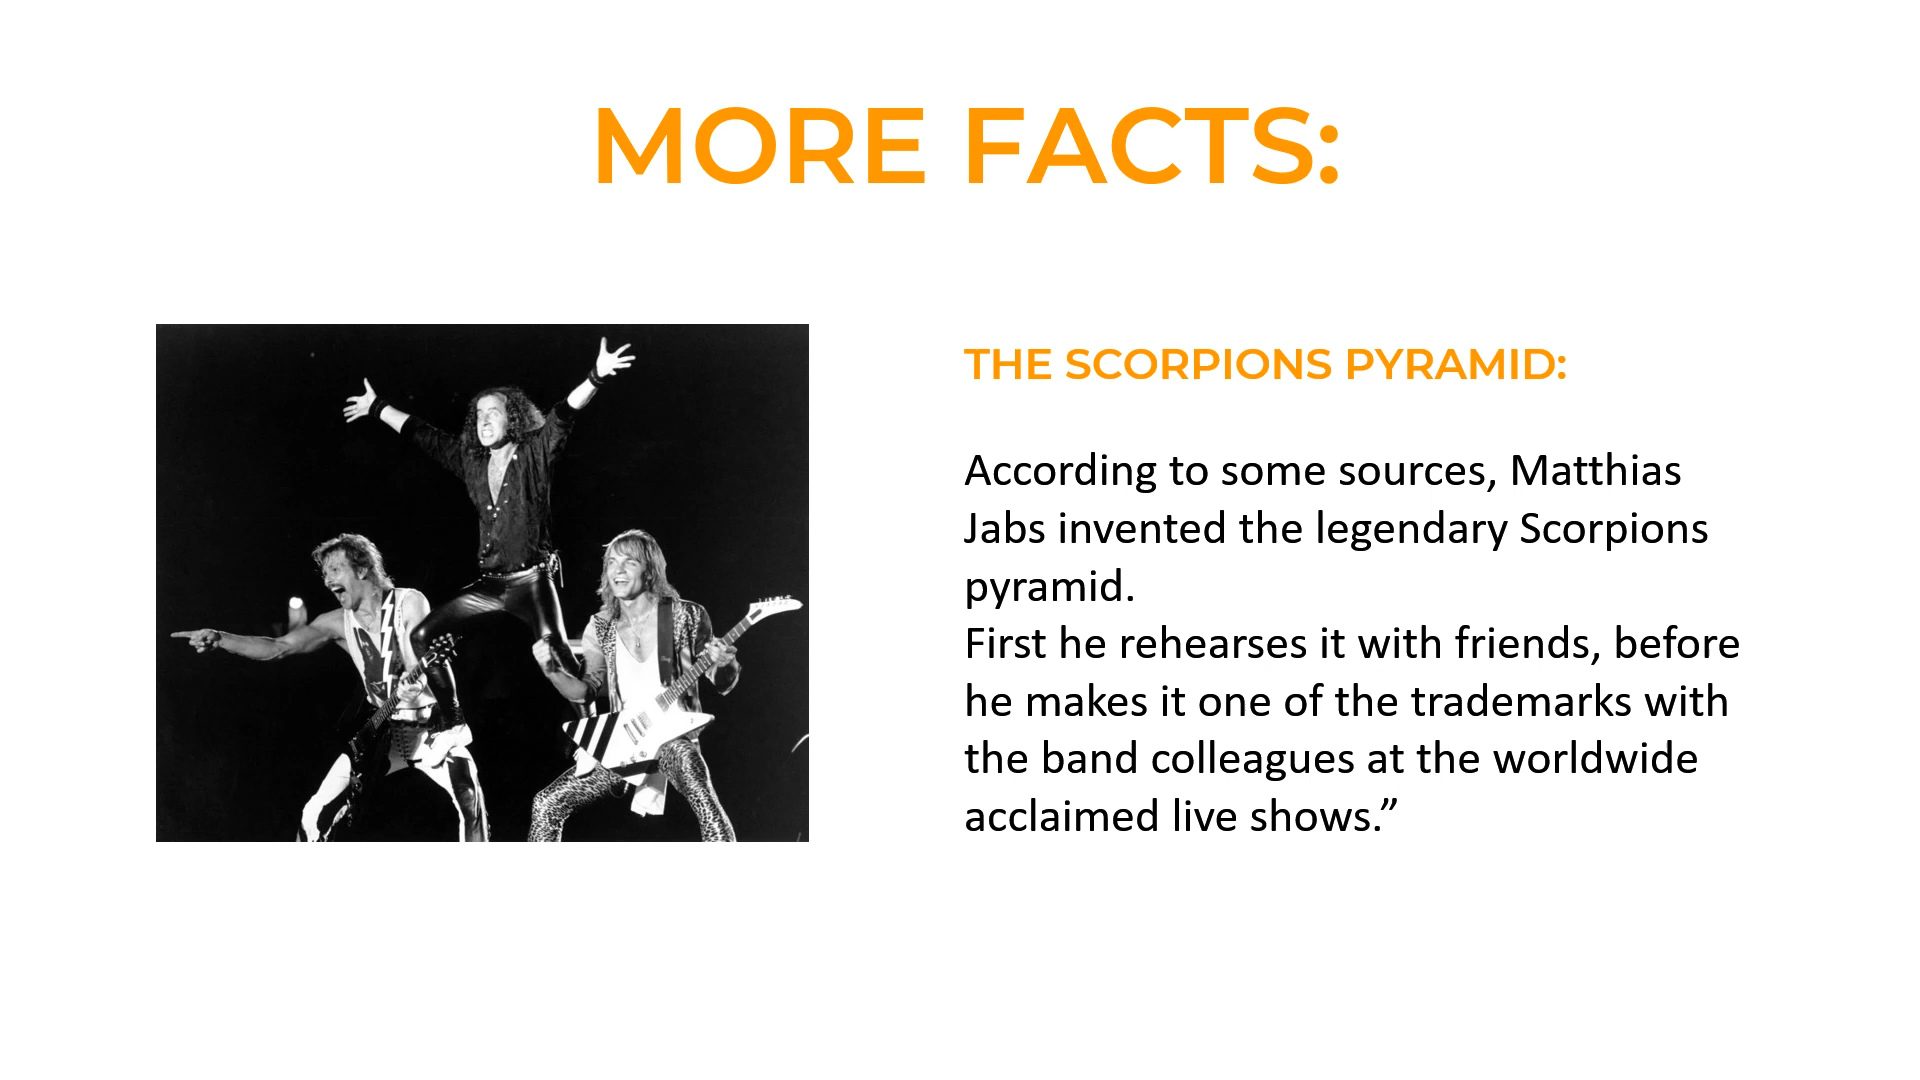 MORE FACTS:
THE SCORPIONS PYRAMID:
According to some sources, Matthias
Jabs invented the legendary Scorpions
pyramid.
First he rehearses it with friends, before
he makes it one of the trademarks with
the band colleagues at the worldwide
acclaimed live shows.”